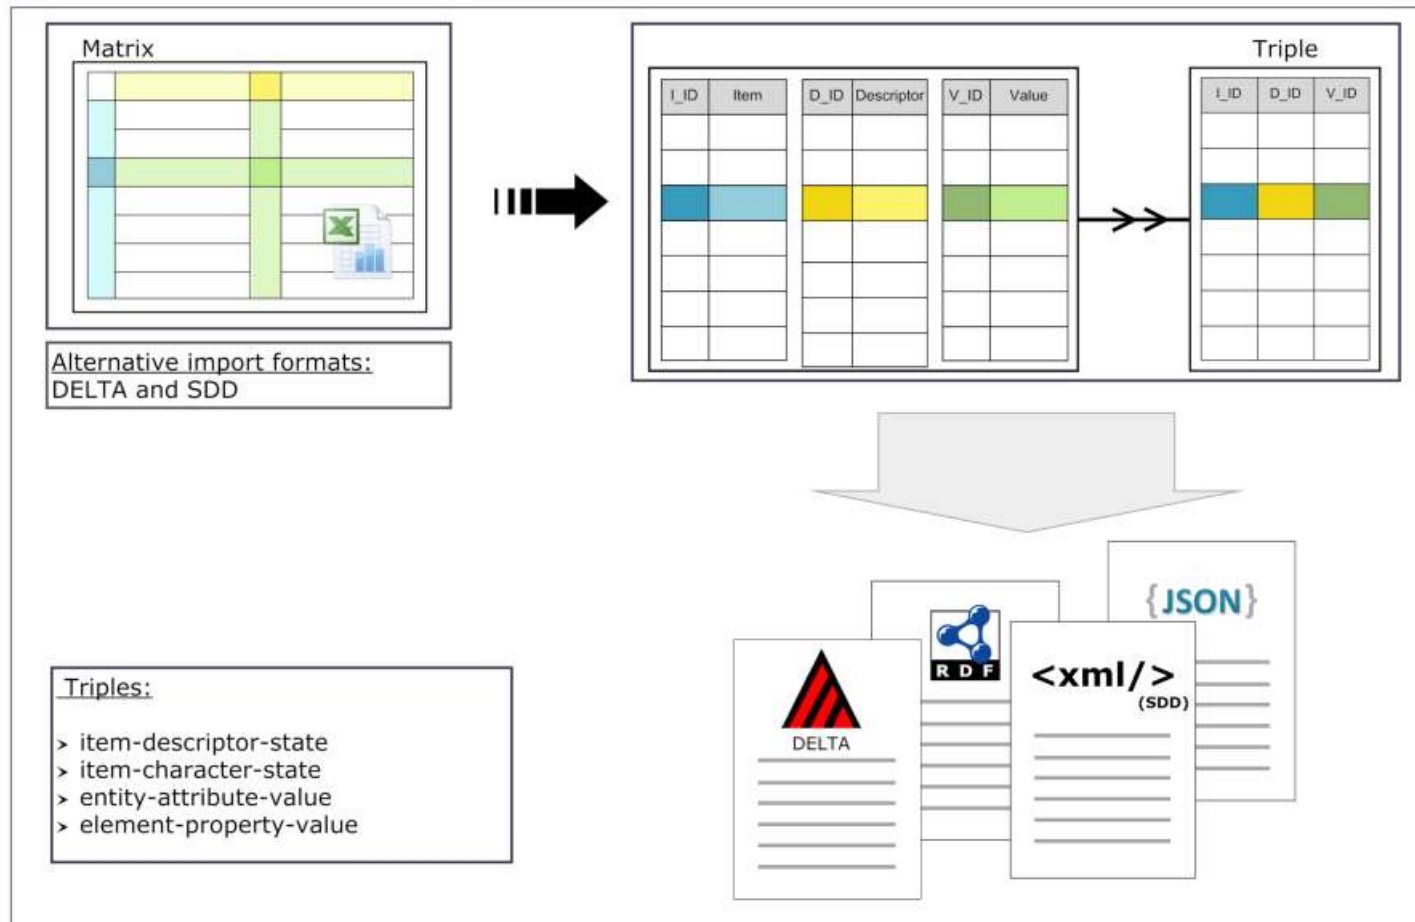 Matrix
Triple
I_ID Item D_ID Descriptor V_ID Value
I_ID D_ID V_ID
Alternative import formats:
DELTA and SDD
{JSON}
RDF
<xml/>
(SDD)
DELTA
Triples:
➤ item-descriptor-state
➤ item-character-state
➤ entity-attribute-value
➤ element-property-value